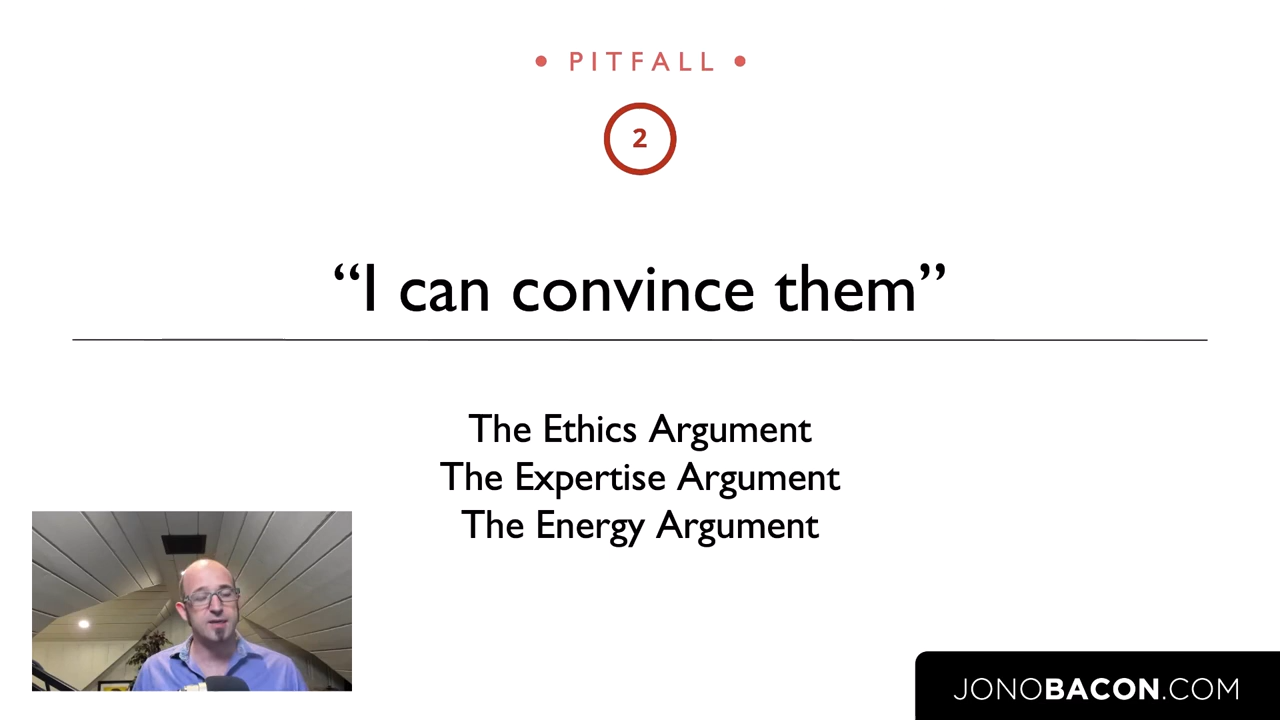 • PITFALL •
2
“I can convince them”
The Ethics Argument
The Expertise Argument
The Energy Argument
JONOBACON.COM